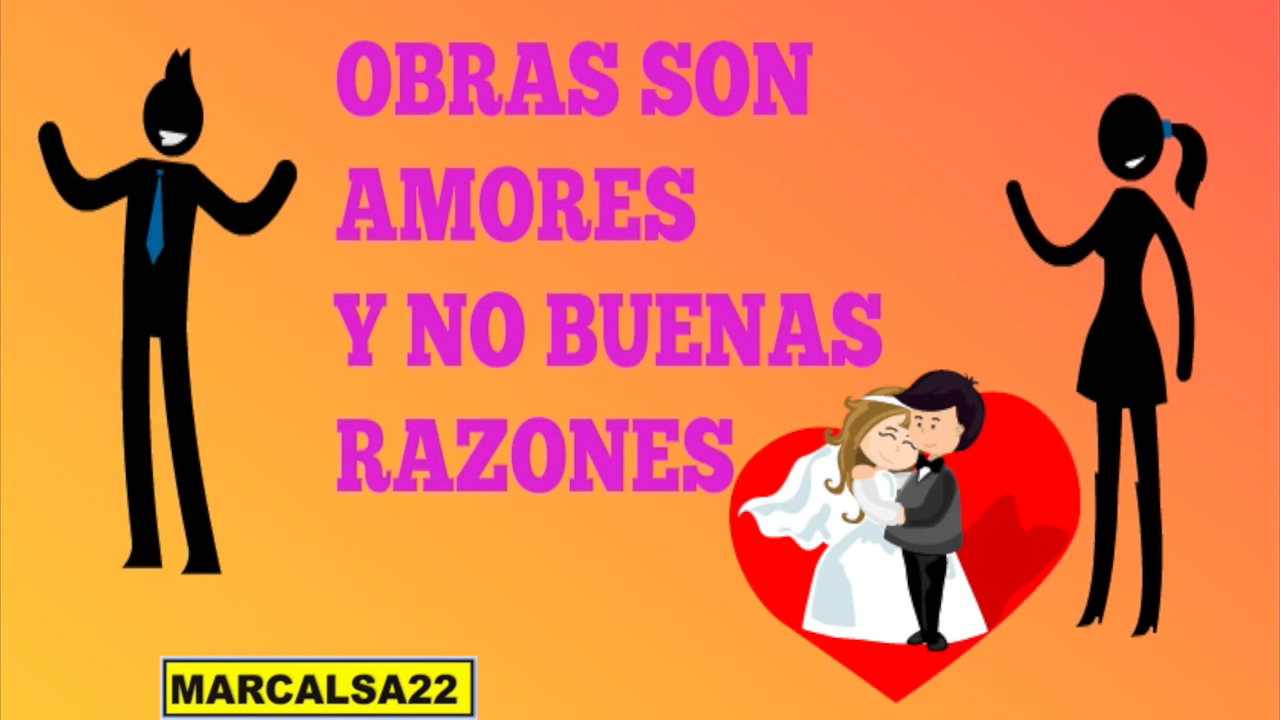 OBRAS SON
AMORES
Y NO BUENAS
RAZONES
MARCALSA22